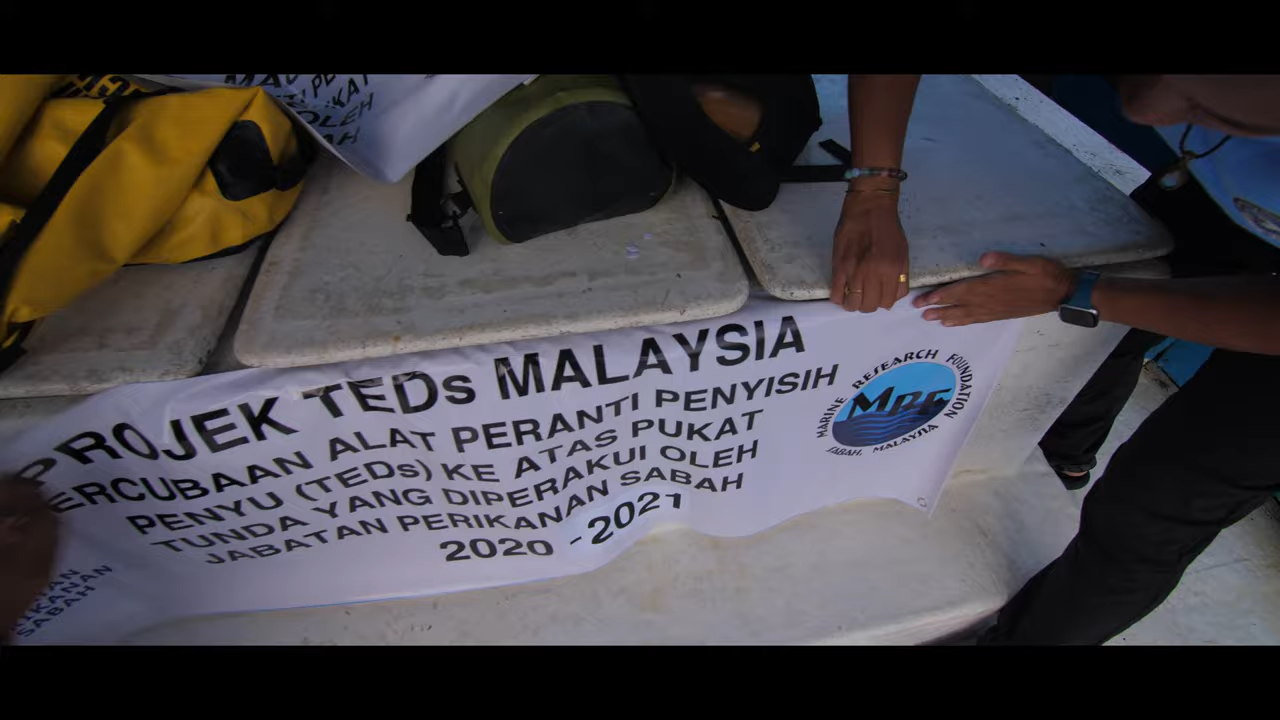 PROJEK TEDs MALAYSIA
PERCUBAAN ALAT PERANTI PENYISIH
PENYU (TEDs) KE ATAS PUKAT
TUNDA YANG DIPERAKUI OLEH
JABATAN PERIKANAN SABAH
2020 - 2021
MARINE RESEARCH FOUNDATION
MRF
SABAH, MALAYSIA
SABAH